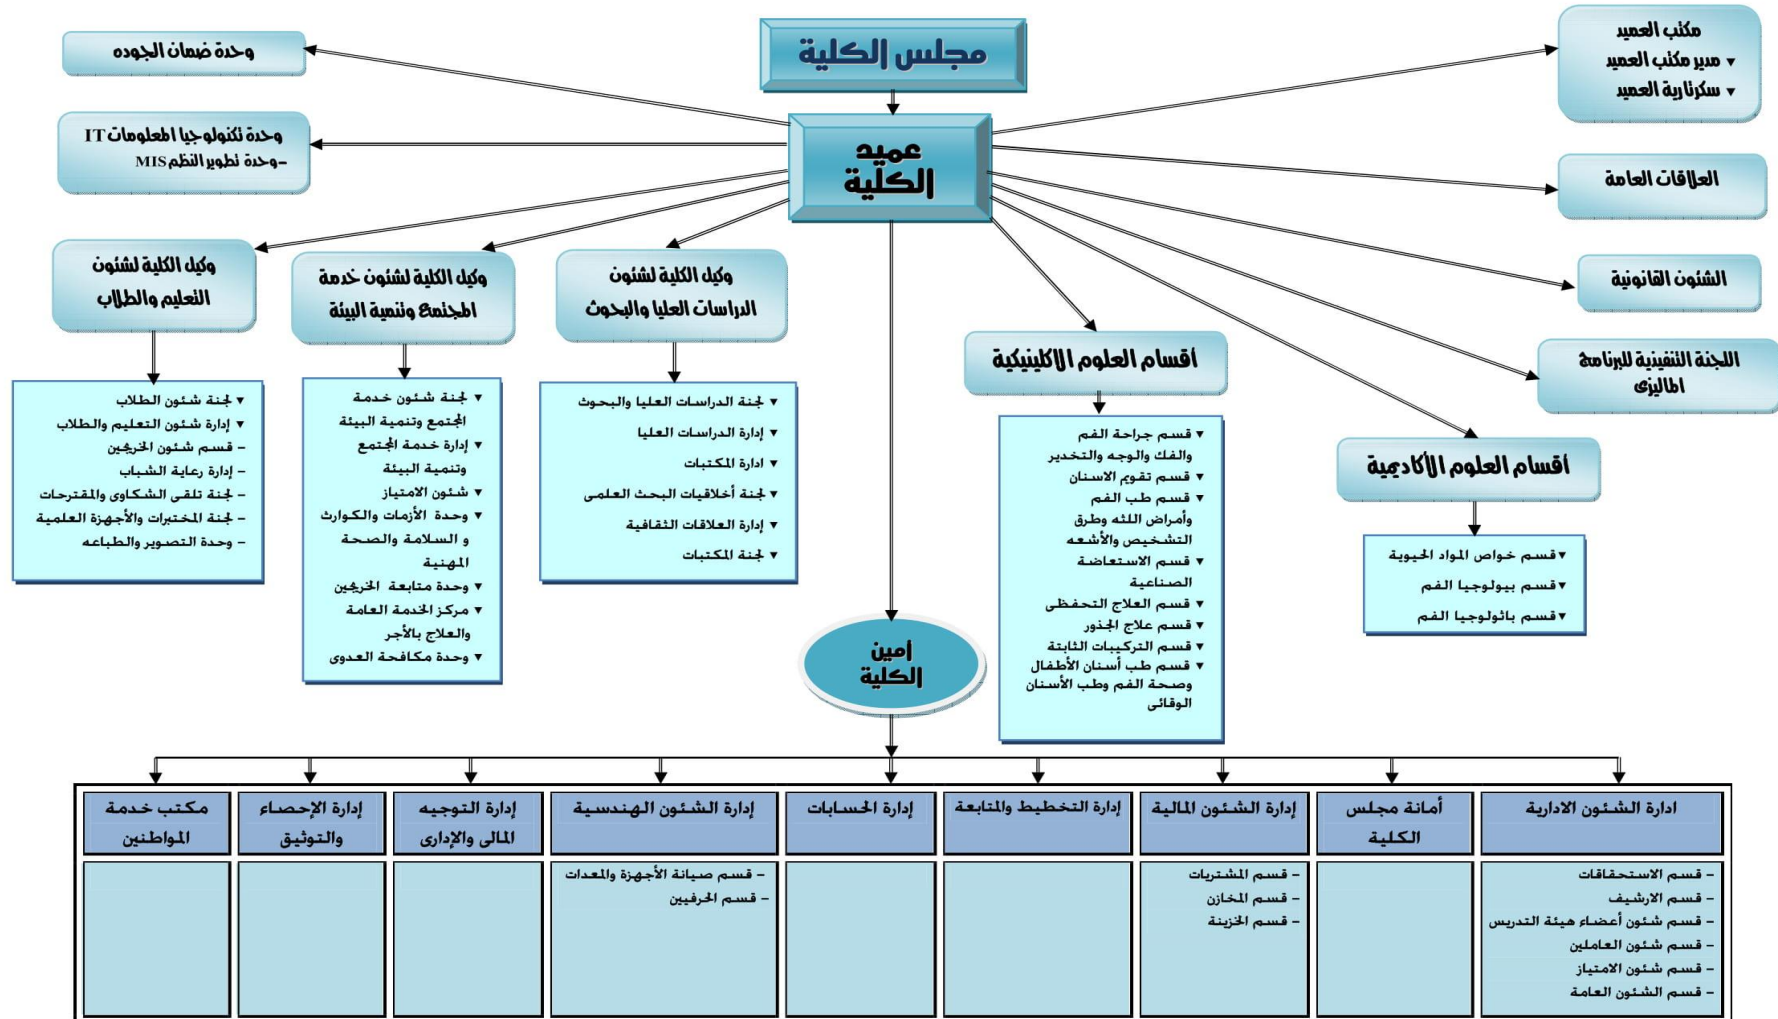 مجلس الكلية
عميد
الكلية
مكتب العميد
▼ مدير مكتب العميد
▼ سكرتارية العميد
العلاقات العامة
الشئون القانونية
اللجنة التنفينية للبرنامج
الماليزى
أقسام العلوم الأكاديمية
▼قسم خواص المواد الحيوية
▼قسم بيولوجيا الفم
▼قسم باثولوجيا الفم
أقسام العلوم الاكلينيكية
▼ قسم جراحة الفم
والفك والوجه والتخدير
▼ قسم تقويم الاسنان
▼ قسم طب الفم
وأمراض اللثه وطرق
التشخيص والأشعه
▼ قسم الاستعاضة
الصناعية
▼ قسم العلاج التحفظى
▼ قسم علاج الجذور
▼ قسم التركيبات الثابتة
▼ قسم طب أسنان الأطفال
وصحة الفم وطب الأسنان
الوقائى
وحدة ضمان الجوده
وحدة تكنولوجيا المعلومات IT
-وحدة تطوير النظم MIS
وكيل الكلية لشئون
الدراسات العليا والبحوث
▼ لجنة الدراسات العليا والبحوث
▼ إدارة الدراسات العليا
▼ ادارة المكتبات
▼ لجنة أخلاقيات البحث العلمى
▼ إدارة العلاقات الثقافية
▼ لجنة المكتبات
وكيل الكلية لشئون خدمة
المجتمع وتنمية البيئة
▼ لجنة شئون خدمة
المجتمع وتنمية البيئة
▼ إدارة خدمة المجتمع
وتنمية البيئة
▼ شئون الامتياز
▼ وحدة الأزمات والكوارث
و السلامة والصحة
المهنية
▼ وحدة متابعة الخريجين
▼ مركز الخدمة العامة
والعلاج بالأجر
▼ وحدة مكافحة العدوى
وكيل الكلية لشئون
التعليم والطلاب
▼ لجنة شئون الطلاب
▼ إدارة شئون التعليم والطلاب
- قسم شئون الخريجين
- إدارة رعاية الشباب
- لجنة تلقى الشكاوى والمقترحات
- لجنة المختبرات والأجهزة العلمية
- وحدة التصوير والطباعه
أمين
الكلية
ادارة الشئون الادارية
- قسم الاستحقاقات
- قسم الارشيف
- قسم شئون أعضاء هيئة التدريس
- قسم شئون العاملين
- قسم شئون الامتياز
- قسم الشئون العامة
أمانة مجلس
الكلية
إدارة الشئون المالية
- قسم المشتريات
- قسم المخازن
- قسم الخزينة
إدارة التخطيط والمتابعة
إدارة الحسابات
إدارة الشئون الهندسية
- قسم صيانة الأجهزة والمعدات
- قسم الحرفيين
إدارة التوجيه
المالى والإدارى
إدارة الإحصاء
والتوثيق
مكتب خدمة
المواطنين